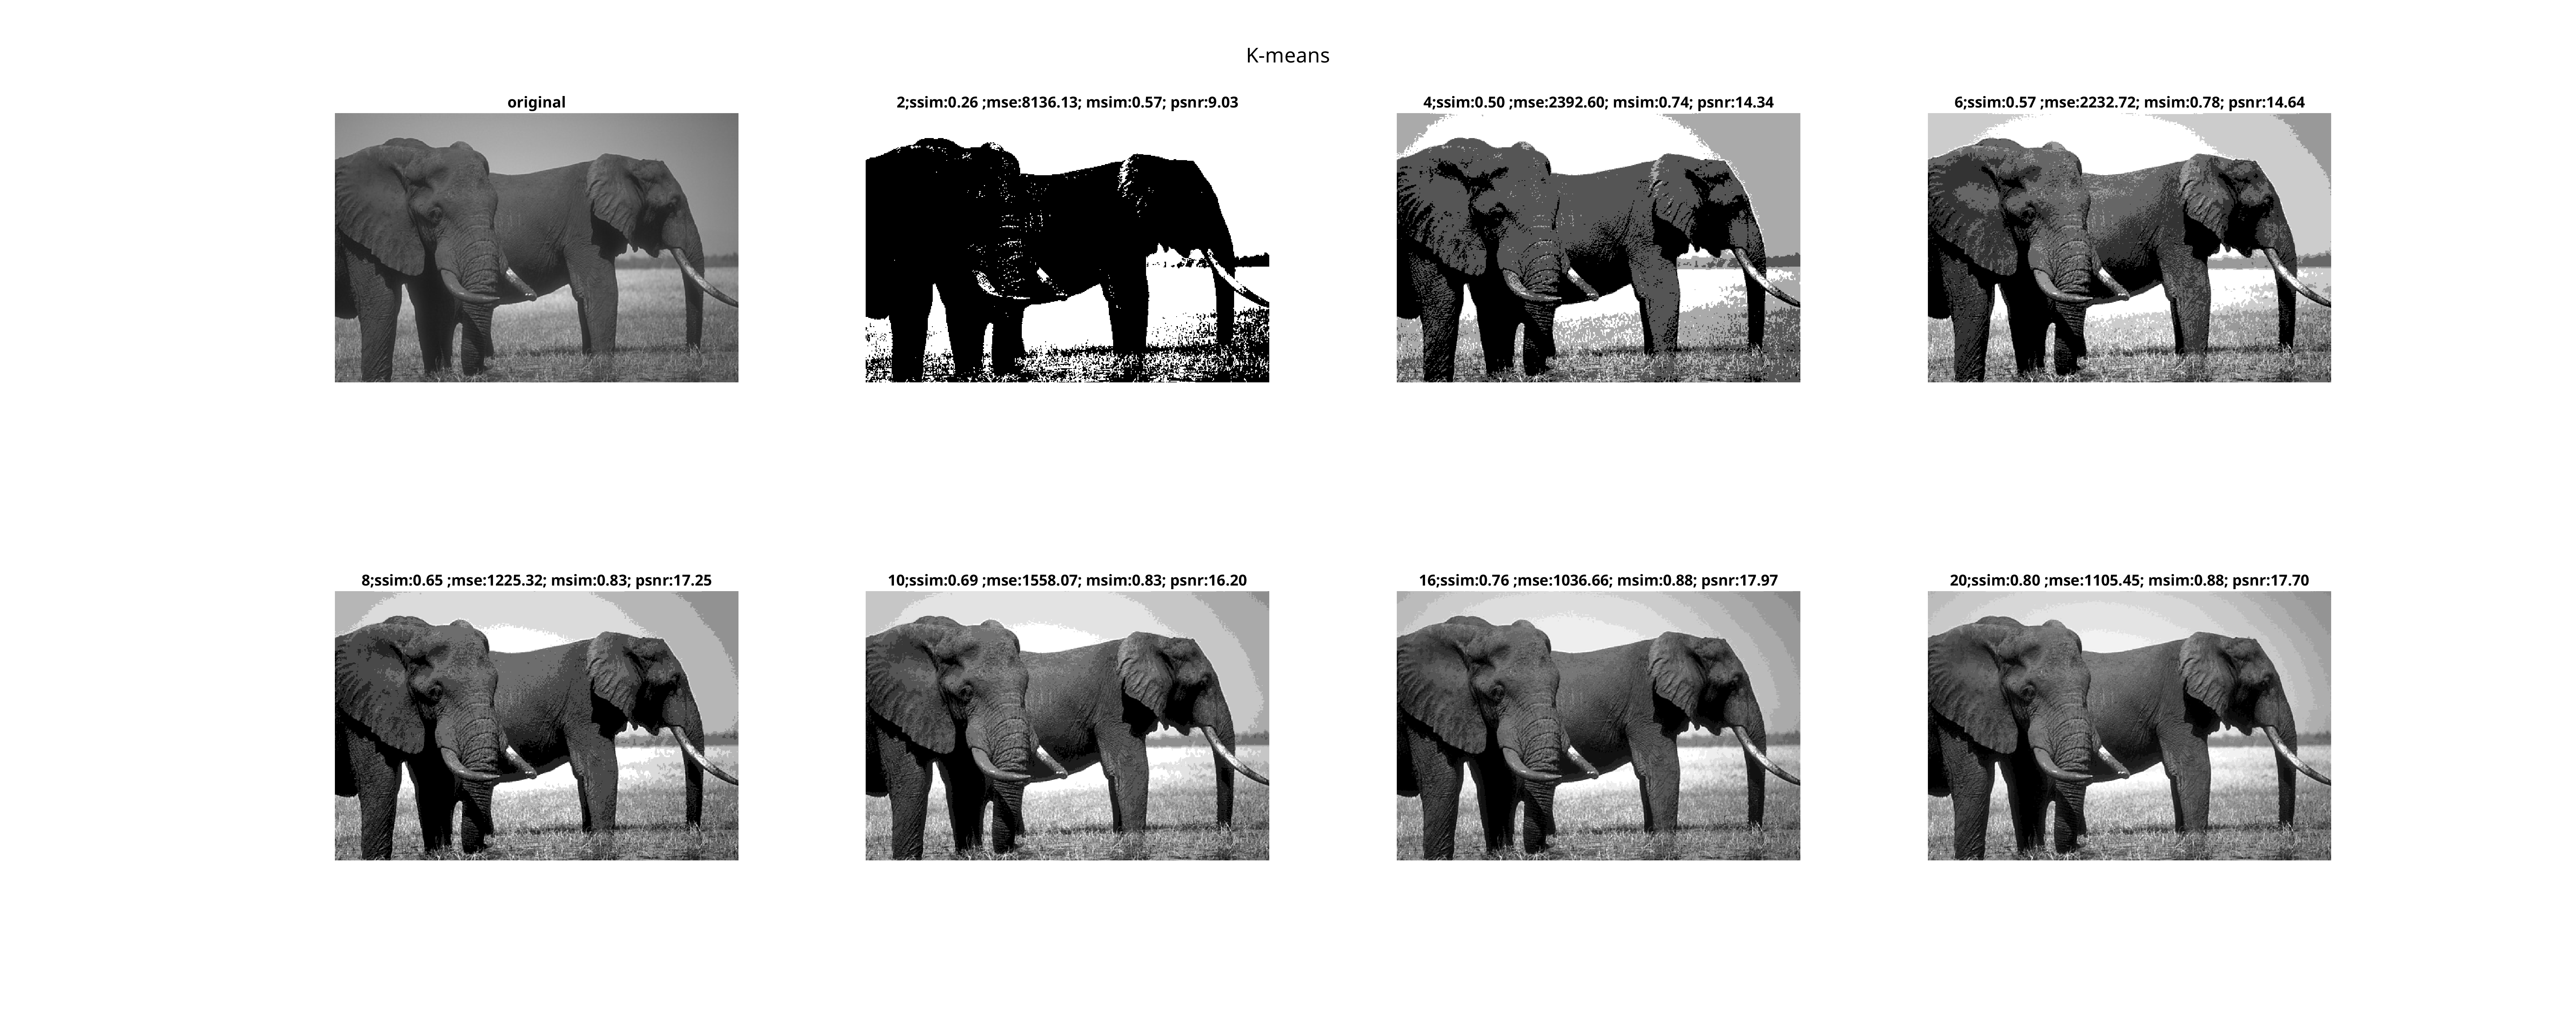 K-means
original
2;ssim:0.26 ;mse:8136.13; msim:0.57; psnr:9.03
4;ssim:0.50 ;mse:2392.60; msim:0.74; psnr:14.34
6;ssim:0.57 ;mse:2232.72; msim:0.78; psnr:14.64
8;ssim:0.65 ;mse:1225.32; msim:0.83; psnr:17.25
10;ssim:0.69 ;mse:1558.07; msim:0.83; psnr:16.20
16;ssim:0.76 ;mse:1036.66; msim:0.88; psnr:17.97
20;ssim:0.80 ;mse:1105.45; msim:0.88; psnr:17.70